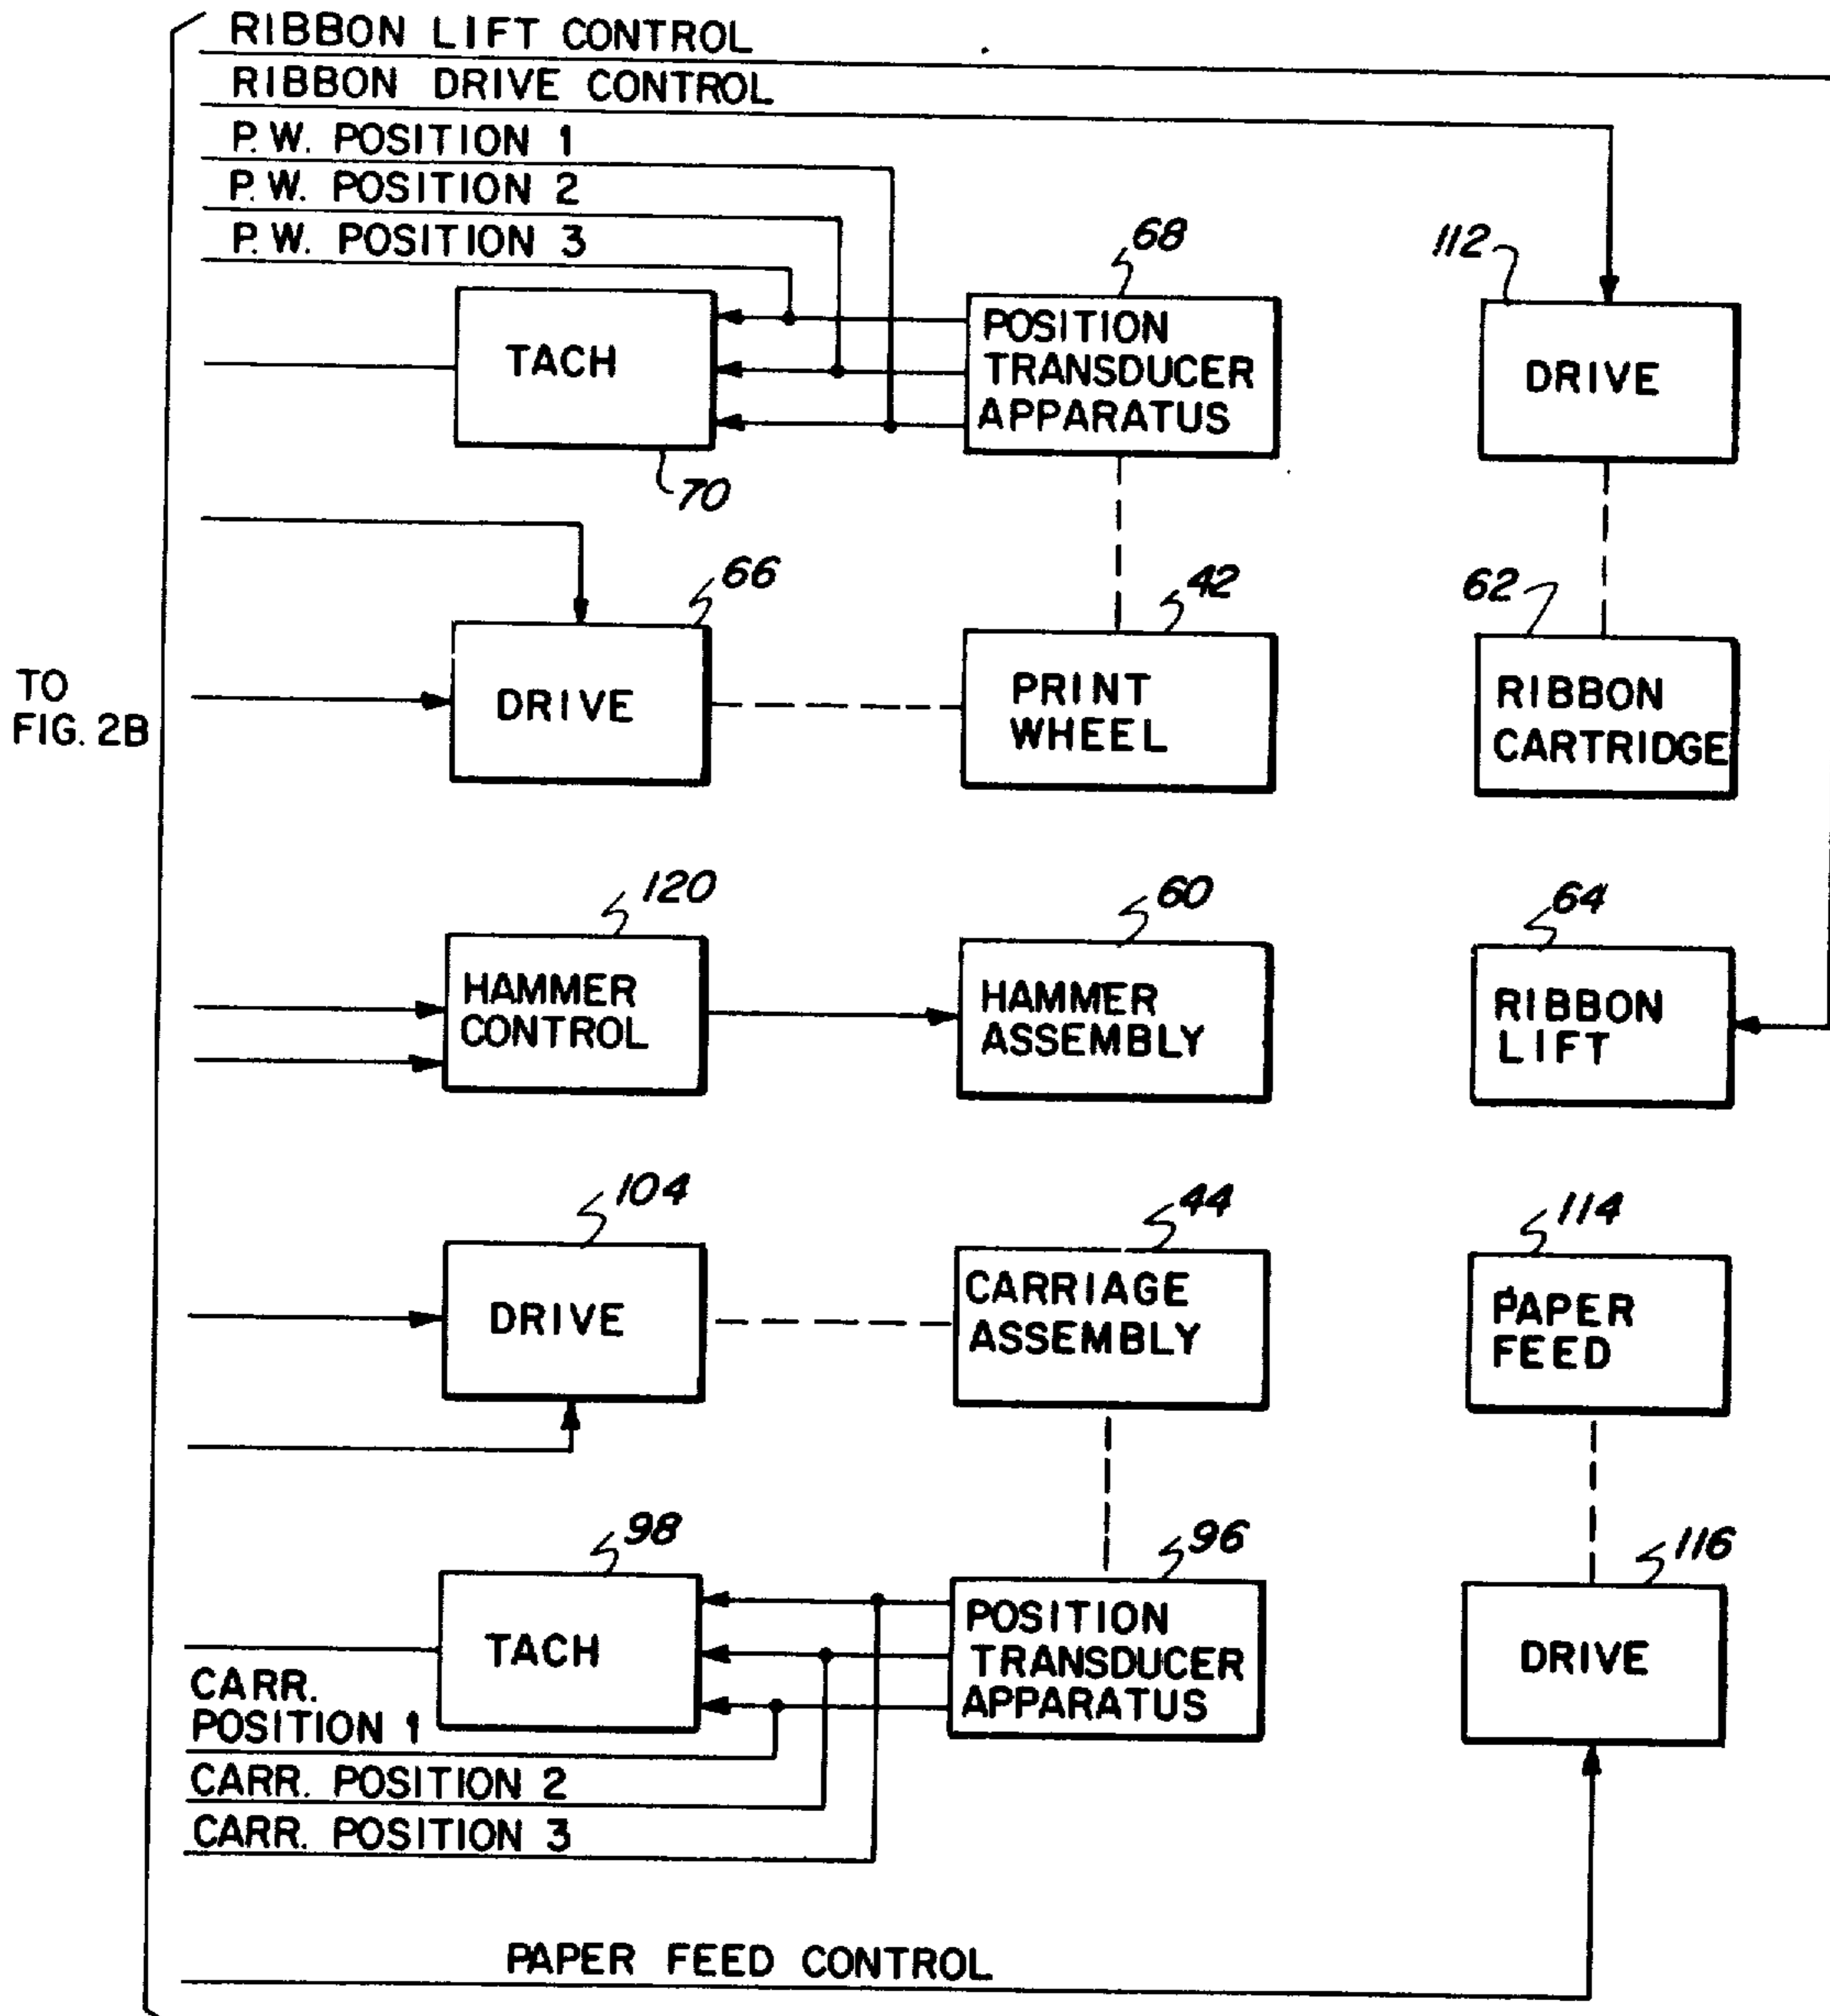 RIBBON LIFT CONTROL
RIBBON DRIVE CONTROL
P.W. POSITION 1
P.W. POSITION 2
P.W. POSITION 3
68
112
TACH
POSITION
TRANSDUCER
APPARATUS
DRIVE
70
66
42
62
TO
FIG. 2B
DRIVE
PRINT
WHEEL
RIBBON
CARTRIDGE
120
60
64
HAMMER
CONTROL
HAMMER
ASSEMBLY
RIBBON
LIFT
104
44
114
DRIVE
CARRIAGE
ASSEMBLY
PAPER
FEED
98
96
116
TACH
POSITION
TRANSDUCER
APPARATUS
DRIVE
CARR.
POSITION 1
CARR. POSITION 2
CARR. POSITION 3
PAPER FEED CONTROL